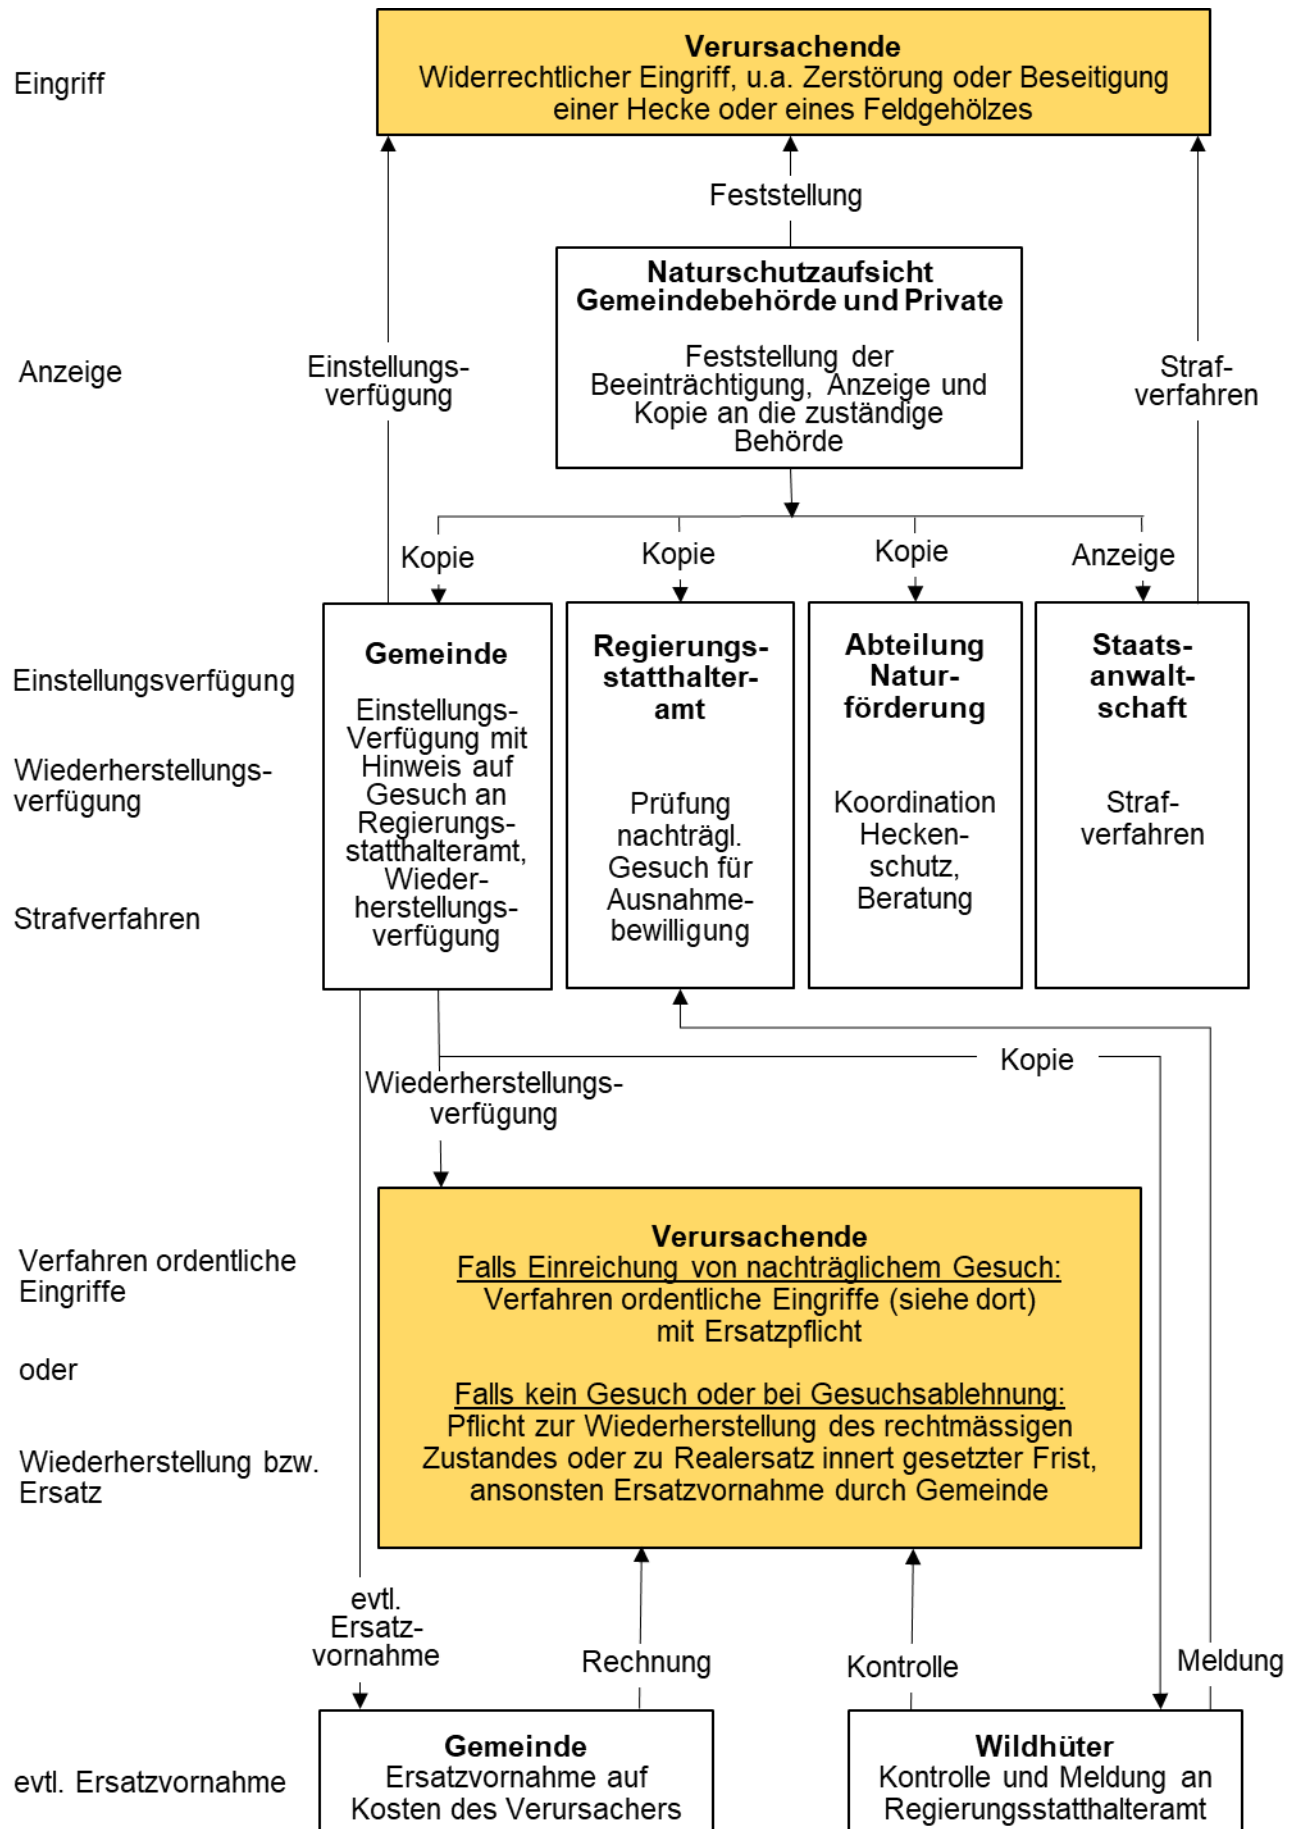 Verursachende
Widerrechtlicher Eingriff, u.a. Zerstörung oder Beseitigung
einer Hecke oder eines Feldgehölzes
Eingriff
Feststellung
Naturschutzaufsicht
Gemeindebehörde und Private
Feststellung der
Beeinträchtigung, Anzeige und
Kopie an die zuständige
Behörde
Anzeige
Einstellungs-
verfügung
Straf-
verfahren
Kopie
Kopie
Kopie
Anzeige
Einstellungsverfügung
Wiederherstellungs-
verfügung
Strafverfahren
Gemeinde
Einstellungs-
Verfügung mit
Hinweis auf
Gesuch an
Regierungs-
statthalteramt,
Wieder-
herstellungs-
verfügung
Regierungs-
statthalter-
amt
Prüfung
nachträgl.
Gesuch für
Ausnahme-
bewilligung
Abteilung
Natur-
förderung
Koordination
Hecken-
schutz,
Beratung
Staats-
anwalt-
schaft
Straf-
verfahren
Kopie
Wiederherstellungs-
verfügung
Verfahren ordentliche
Eingriffe
oder
Wiederherstellung bzw.
Ersatz
Verursachende
Falls Einreichung von nachträglichem Gesuch:
Verfahren ordentliche Eingriffe (siehe dort)
mit Ersatzpflicht
Falls kein Gesuch oder bei Gesuchsablehnung:
Pflicht zur Wiederherstellung des rechtmässigen
Zustandes oder zu Realersatz innert gesetzter Frist,
ansonsten Ersatzvornahme durch Gemeinde
evtl.
Ersatz-
vornahme
Rechnung
Kontrolle
Meldung
evtl. Ersatzvornahme
Gemeinde
Ersatzvornahme auf
Kosten des Verursachers
Wildhüter
Kontrolle und Meldung an
Regierungsstatthalteramt